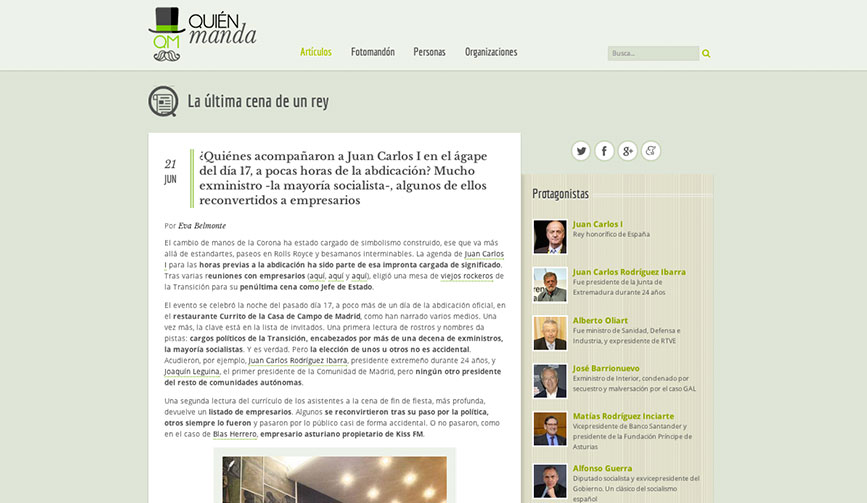 QUIÉN
QM
manda
Artículos
Fotomandón
Personas
Organizaciones
Busca...
La última cena de un rey
21
JUN
¿Quiénes acompañaron a Juan Carlos I en el ágape
del día 17, a pocas horas de la abdicación? Mucho
exministro -la mayoría socialista-, algunos de ellos
reconvertidos a empresarios
Por Eva Belmonte
El cambio de manos de la Corona ha estado cargado de simbolismo construido, ese que va más
allá de estandartes, paseos en Rolls Royce y besamanos interminables. La agenda de Juan Carlos
I para las horas previas a la abdicación ha sido parte de esa impronta cargada de significado.
Tras varias reuniones con empresarios (aquí, aquí y aquí), eligió una mesa de viejos rockeros de
la Transición para su penúltima cena como Jefe de Estado.
El evento se celebró la noche del pasado día 17, a poco más de un día de la abdicación oficial, en
el restaurante Currito de la Casa de Campo de Madrid, como han narrado varios medios. Una
vez más, la clave está en la lista de invitados. Una primera lectura de rostros y nombres da
pistas: cargos políticos de la Transición, encabezados por más de una decena de exministros,
la mayoría socialistas. Y es verdad. Pero la elección de unos u otros no es accidental.
Acudieron, por ejemplo, Juan Carlos Rodríguez Ibarra, presidente extremeño durante 24 años, y
Joaquín Leguina, el primer presidente de la Comunidad de Madrid, pero ningún otro presidente
del resto de comunidades autónomas.
Una segunda lectura del currículo de los asistentes a la cena de fin de fiesta, más profunda,
devuelve un listado de empresarios. Algunos se reconvirtieron tras su paso por la política,
otros siempre lo fueron y pasaron por lo público casi de forma accidental. O no pasaron, como
en el caso de Blas Herrero, empresario asturiano propietario de Kiss FM.
Protagonistas
Juan Carlos I
Rey honorífico de España
Juan Carlos Rodríguez Ibarra
Fue presidente de la Junta de
Extremadura durante 24 años
Alberto Oliart
Fue ministro de Sanidad, Defensa e
Industria, y expresidente de RTVE
José Barrionuevo
Exministro de Interior, condenado por
secuestro y malversación por el caso GAL
Matías Rodríguez Inciarte
Vicepresidente de Banco Santander y
presidente de la Fundación Príncipe de
Asturias
Alfonso Guerra
Diputado socialista y exvicepresidente del
Gobierno. Un clásico del socialismo
español